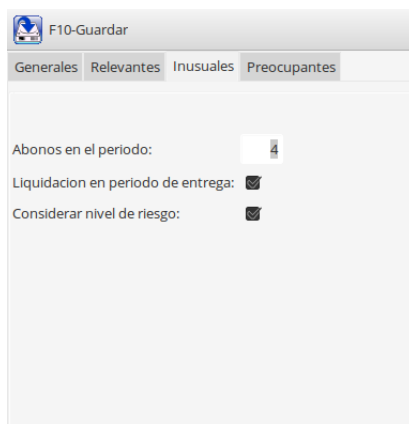 F10-Guardar
Generales Relevantes Inusuales Preocupantes
Abonos en el periodo: 4
Liquidacion en periodo de entrega:
Considerar nivel de riesgo: